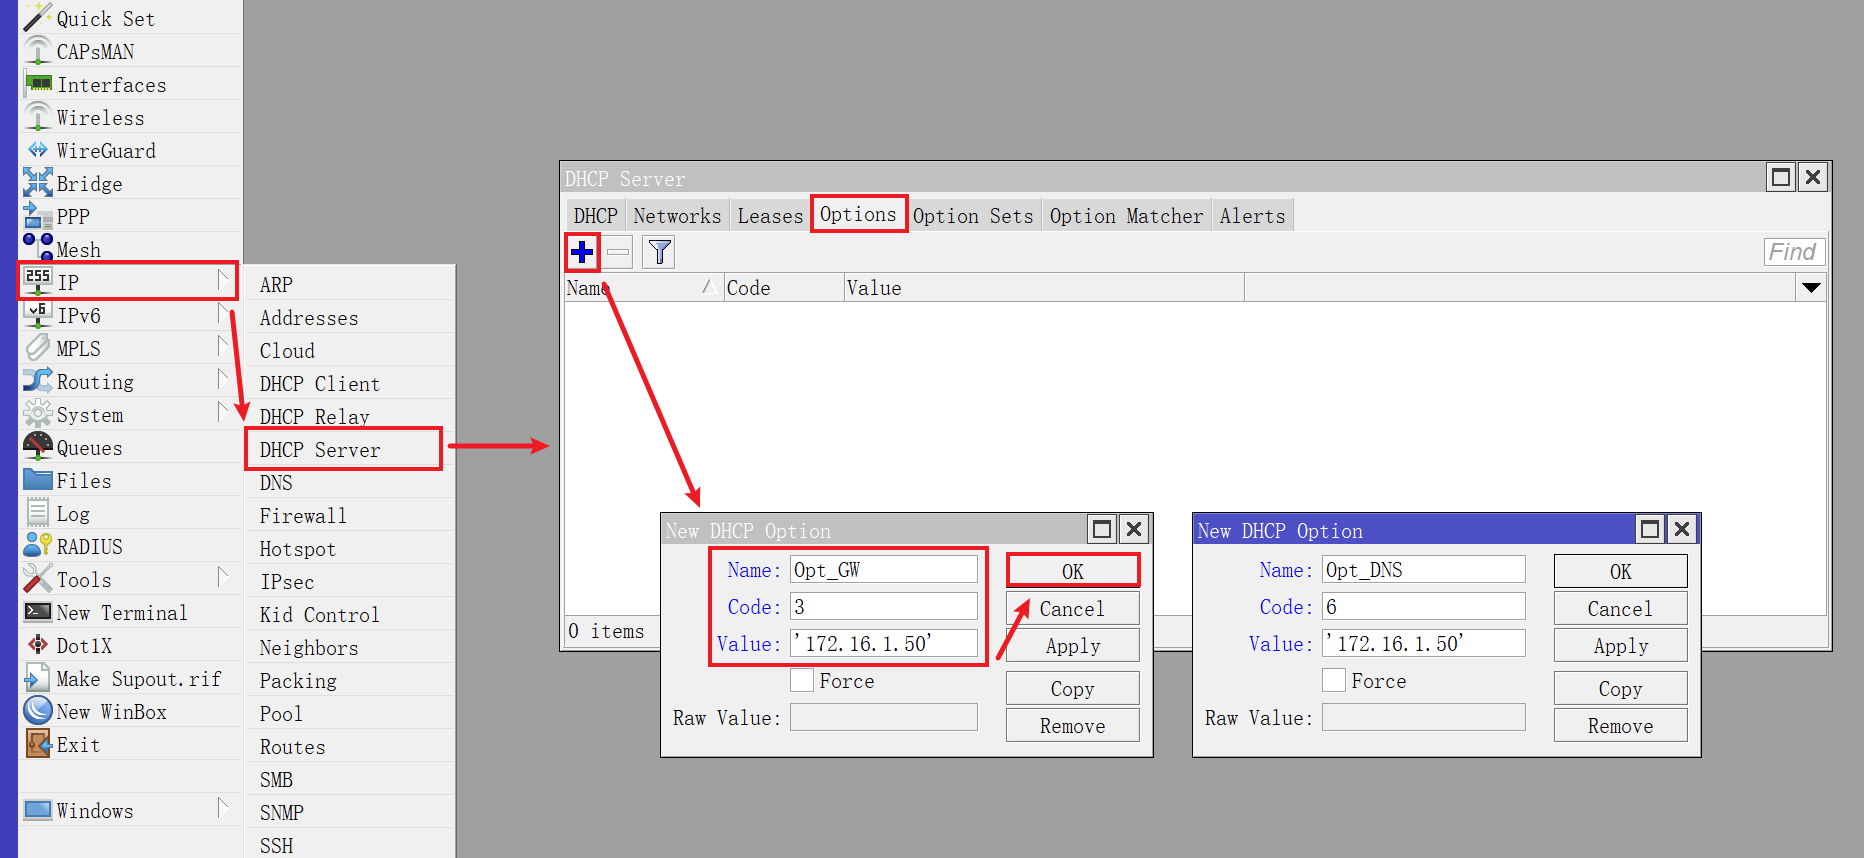 Quick Set
CAPsMAN
Interfaces
Wireless
WireGuard
Bridge
PPP
Mesh
255
IP
v6
IPv6
MPLS
Routing
System
Queues
Files
Log
RADIUS
Tools
New Terminal
Dot1X
Make Supout.rif
New WinBox
Exit
Windows
ARP
Addresses
Cloud
DHCP Client
DHCP Relay
DHCP Server
DNS
Firewall
Hotspot
IPsec
Kid Control
Neighbors
Packing
Pool
Routes
SMB
SNMP
SSH
DHCP Server
DHCP Networks Leases Options Option Sets Option Matcher Alerts
Find
Name Code Value
0 items
New DHCP Option
Name: Opt_GW
Code: 3
Value: '172.16.1.50'
Force
Raw Value:
OK
Cancel
Apply
Copy
Remove
New DHCP Option
Name: Opt_DNS
Code: 6
Value: '172.16.1.50'
Force
Raw Value:
OK
Cancel
Apply
Copy
Remove